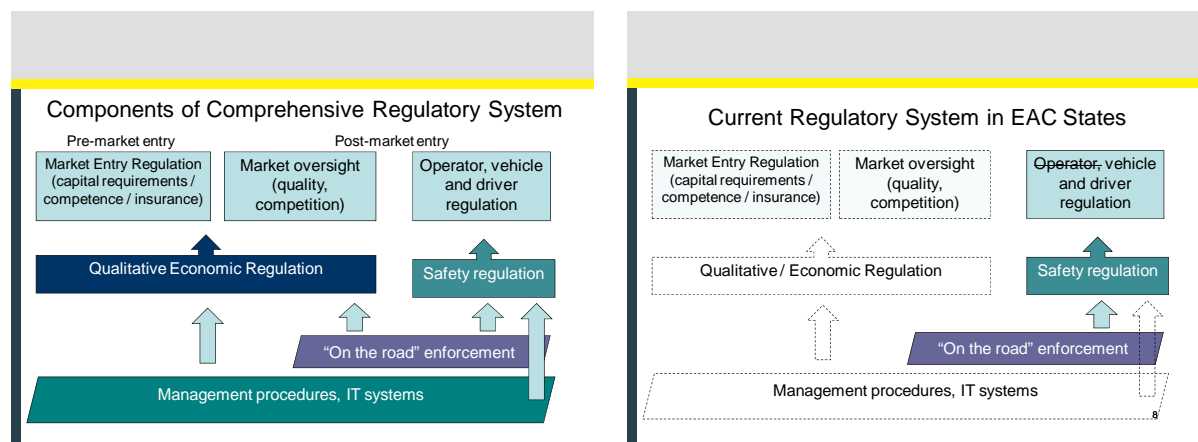 Components of Comprehensive Regulatory System
Pre-market entry
Post-market entry
Market Entry Regulation
(capital requirements /
competence / insurance)
Market oversight
(quality,
competition)
Operator, vehicle
and driver
regulation
Qualitative Economic Regulation
Safety regulation
“On the road” enforcement
Management procedures, IT systems
Current Regulatory System in EAC States
Market Entry Regulation
(capital requirements /
competence / insurance)
Market oversight
(quality,
competition)
Operator, vehicle
and driver
regulation
Qualitative / Economic Regulation
Safety regulation
“On the road” enforcement
Management procedures, IT systems
8